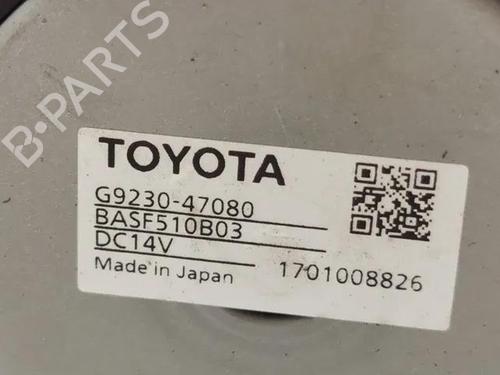 B-PARTS
TOYOTA
G9230-47080
BASF510B03
DC14V
Made in Japan 1701008826